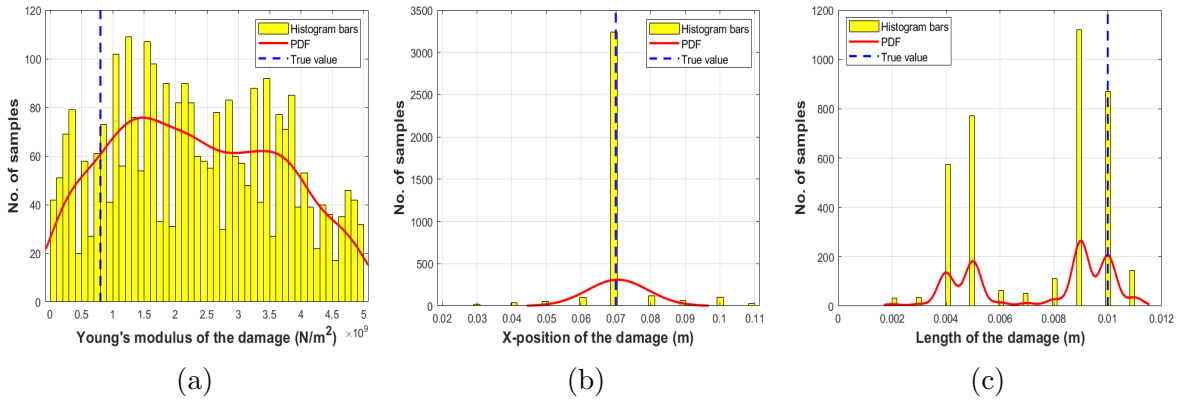 120
100
80
60
40
20
0
No. of samples
Histogram bars
PDF
True value
0 0.5 1 1.5 2 2.5 3 3.5 4 4.5 5
×10⁹
Young's modulus of the damage (N/m²)
(a)
3500
3000
2500
2000
1500
1000
500
0
No. of samples
Histogram bars
PDF
True value
0.02 0.03 0.04 0.05 0.06 0.07 0.08 0.09 0.1 0.11
X-position of the damage (m)
(b)
1200
1000
800
600
400
200
0
No. of samples
Histogram bars
PDF
True value
0 0.002 0.004 0.006 0.008 0.01 0.012
Length of the damage (m)
(c)